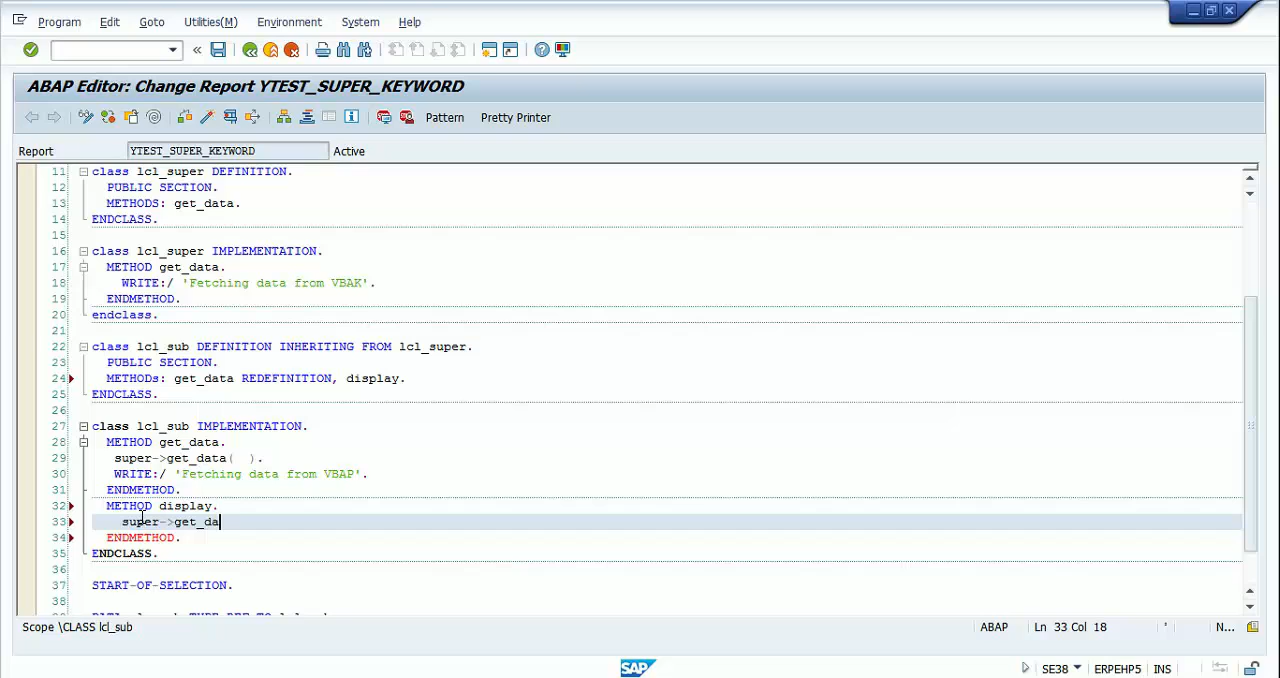 Program Edit Goto Utilities(M) Environment System Help
ABAP Editor: Change Report YTEST_SUPER_KEYWORD
Pattern Pretty Printer
Report YTEST_SUPER_KEYWORD Active
11 class lcl_super DEFINITION.
12 PUBLIC SECTION.
13 METHODS: get_data.
14 ENDCLASS.
15
16 class lcl_super IMPLEMENTATION.
17 METHOD get_data.
18 WRITE:/ 'Fetching data from VBAK'.
19 ENDMETHOD.
20 endclass.
21
22 class lcl_sub DEFINITION INHERITING FROM lcl_super.
23 PUBLIC SECTION.
24 METHODs: get_data REDEFINITION, display.
25 ENDCLASS.
26
27 class lcl_sub IMPLEMENTATION.
28 METHOD get_data.
29 super->get_data(  ).
30 WRITE:/ 'Fetching data from VBAP'.
31 ENDMETHOD.
32 METHOD display.
33 super->get_da
34 ENDMETHOD.
35 ENDCLASS.
36
37 START-OF-SELECTION.
38
Scope \CLASS lcl_sub ABAP Ln 33 Col 18 ' N...
SAP SE38 ERPEHP5 INS